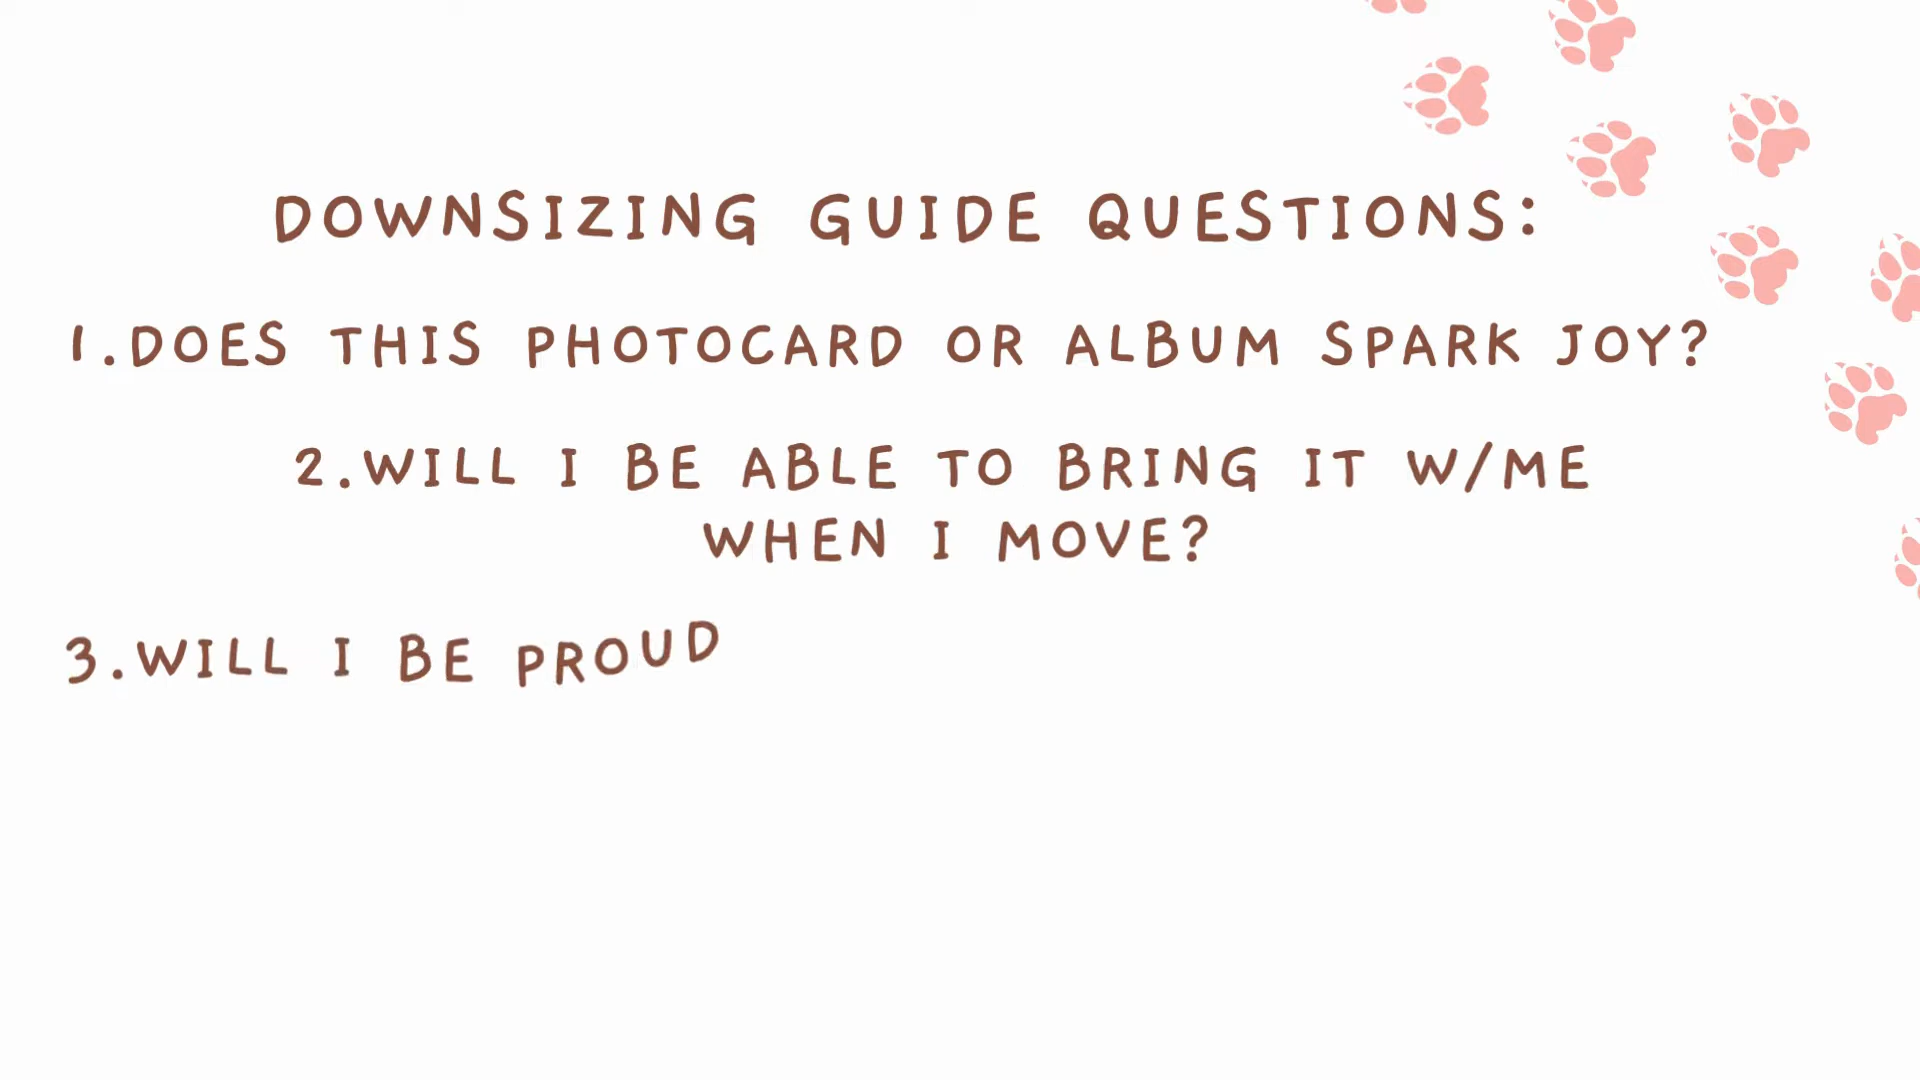 DOWNSIZING GUIDE QUESTIONS:
1.DOES THIS PHOTOCARD OR ALBUM SPARK JOY?
2.WILL I BE ABLE TO BRING IT W/ME
WHEN I MOVE?
3.WILL I BE PROUD